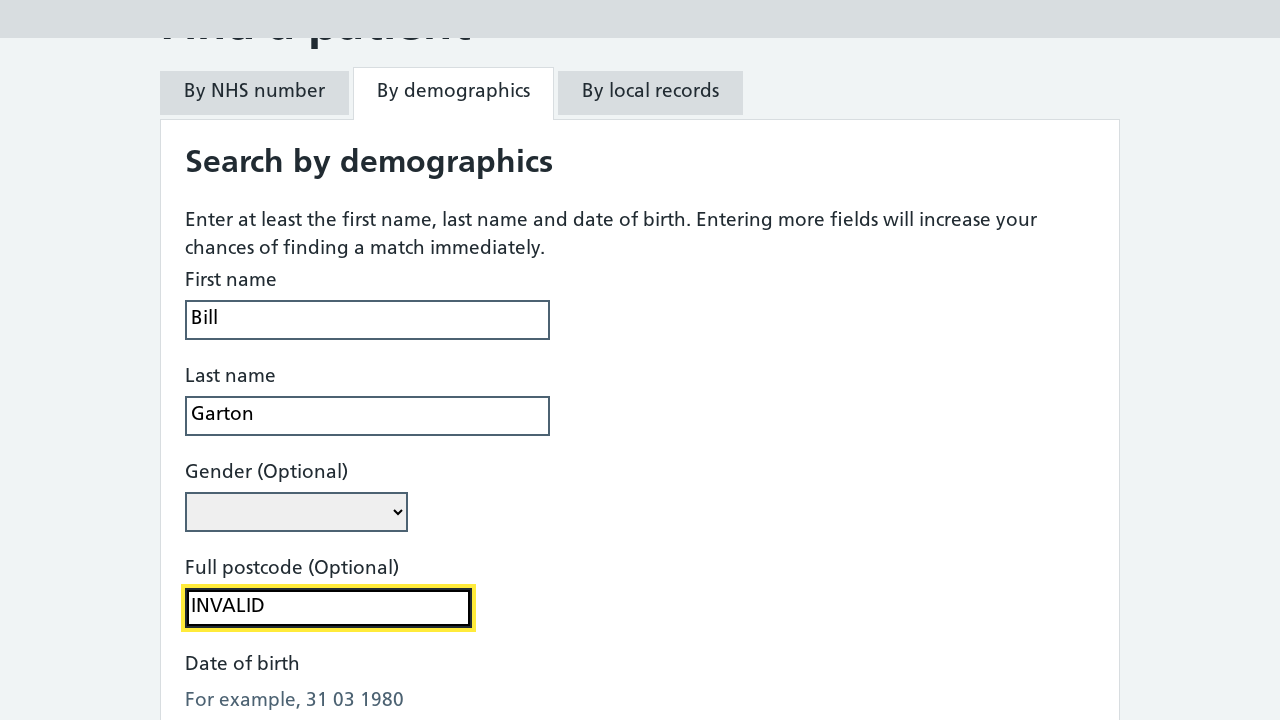 Find a patient
By NHS number
By demographics
By local records
Search by demographics
Enter at least the first name, last name and date of birth. Entering more fields will increase your
chances of finding a match immediately.
First name
Bill
Last name
Garton
Gender (Optional)
Full postcode (Optional)
INVALID
Date of birth
For example, 31 03 1980